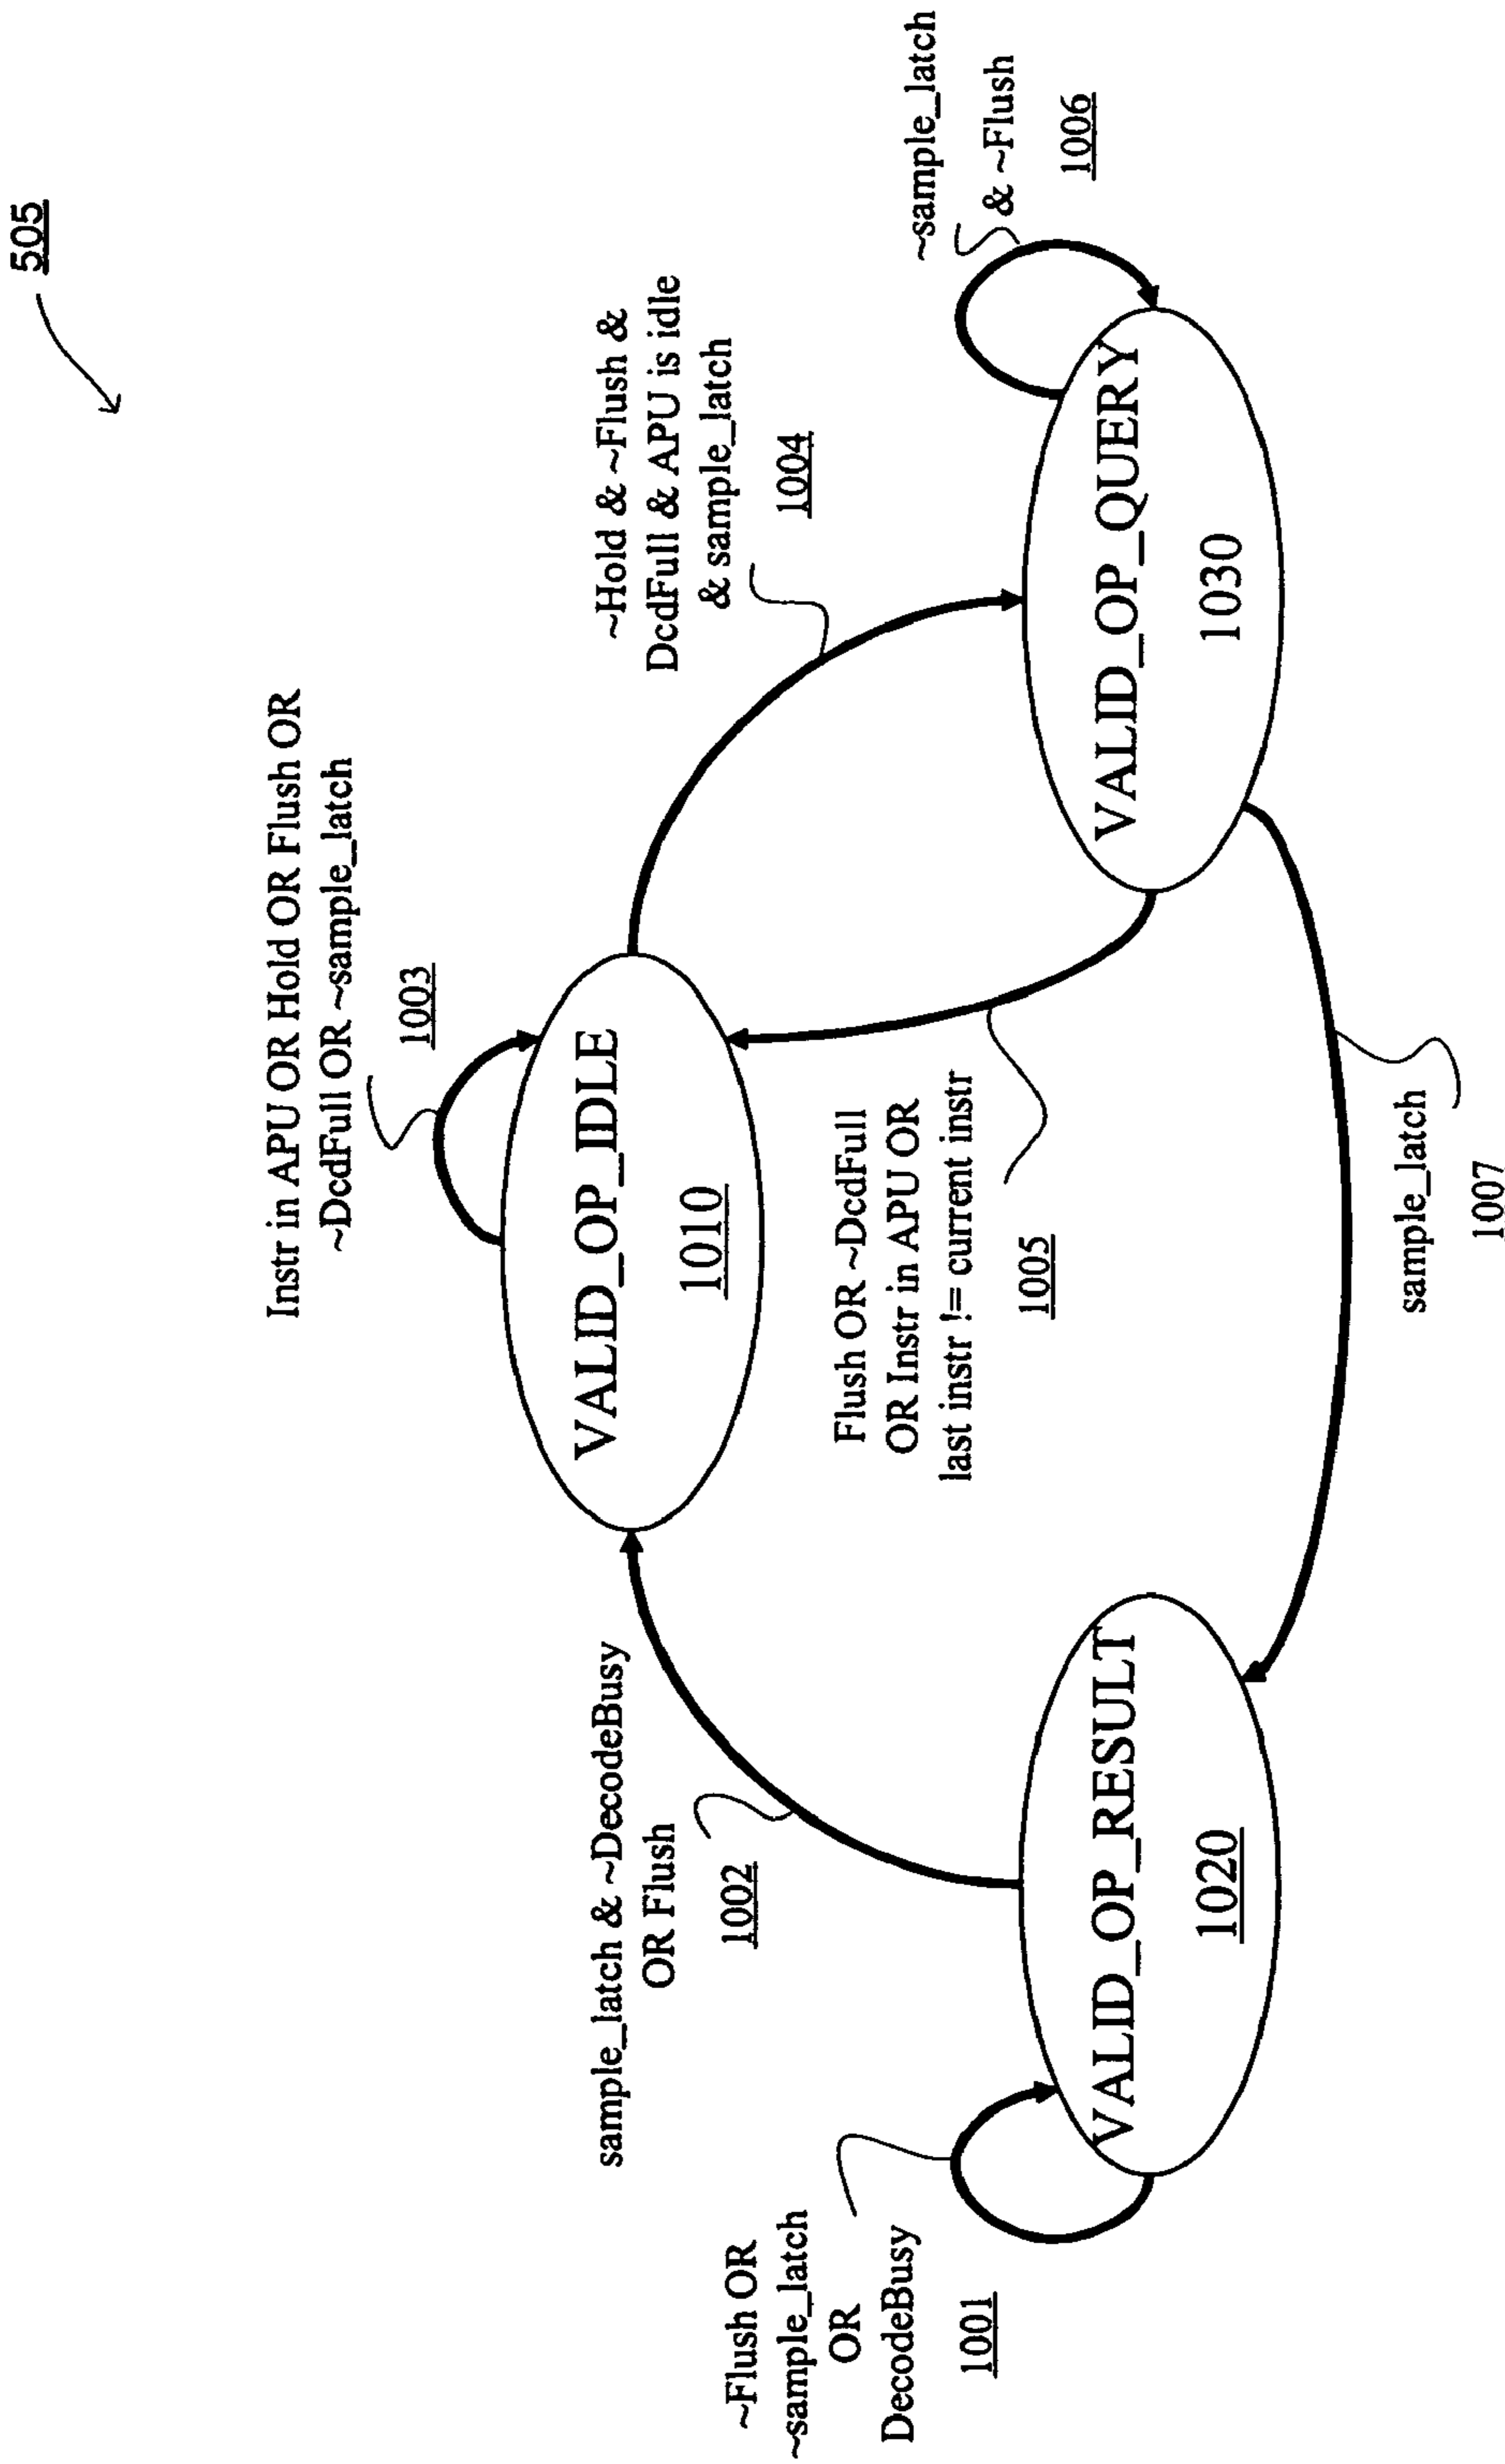 505
Instr in APU OR Hold OR Flush OR
~DcdFull OR ~sample_latch
1003
sample_latch & ~DecodeBusy
OR Flush
1002
VALID_OP_IDLE
1010
~Hold & ~Flush &
DcdFull & APU is idle
& sample_latch
1004
~Flush OR
~sample_latch
OR
DecodeBusy
1001
Flush OR ~DcdFull
OR Instr in APU OR
last instr != current instr
1005
~sample_latch
& ~Flush
1006
VALID_OP_RESULT
1020
VALID_OP_QUERY
1030
sample_latch
1007